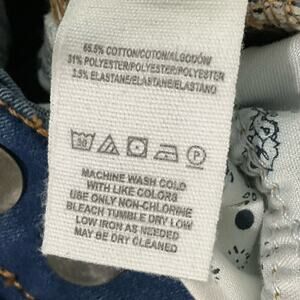 65.5% COTTON/COTON/ALGODÓN
31% POLYESTER/POLYESTER/POLYESTER
3.5% ELASTANE/ELASTANE/ELASTANO
30
P
MACHINE WASH COLD
WITH LIKE COLORS
USE ONLY NON-CHLORINE
BLEACH TUMBLE DRY LOW
LOW IRON AS NEEDED
MAY BE DRY CLEANED